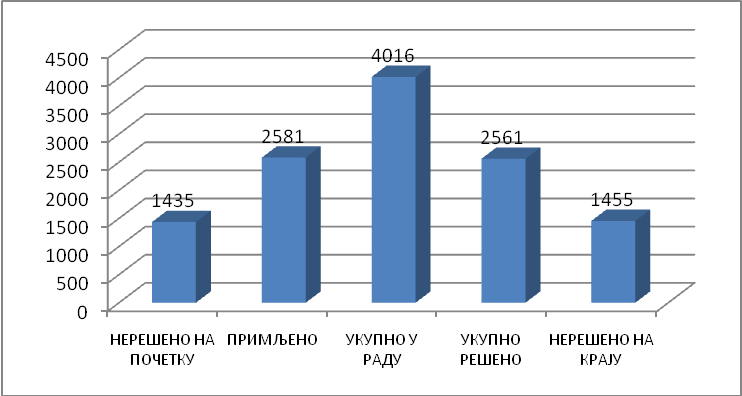 4500
4000
3500
3000
2500
2000
1500
1000
500
0
1435
2581
4016
2561
1455
НЕРЕШЕНО НА
ПОЧЕТКУ
ПРИМЉЕНО
УКУПНО У
РАДУ
УКУПНО
РЕШЕНО
НЕРЕШЕНО НА
КРАЈУ